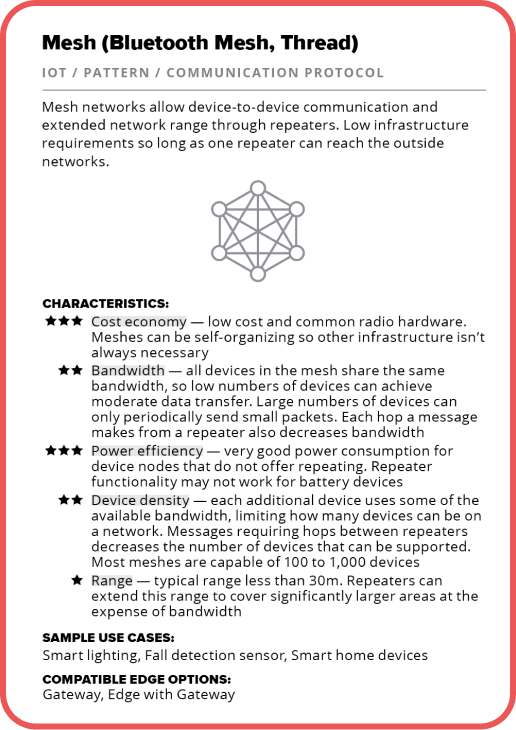 Mesh (Bluetooth Mesh, Thread)
IOT / PATTERN / COMMUNICATION PROTOCOL
Mesh networks allow device-to-device communication and
extended network range through repeaters. Low infrastructure
requirements so long as one repeater can reach the outside
networks.
CHARACTERISTICS:
★★★ Cost economy — low cost and common radio hardware.
Meshes can be self-organizing so other infrastructure isn't
always necessary
★★ Bandwidth — all devices in the mesh share the same
bandwidth, so low numbers of devices can achieve
moderate data transfer. Large numbers of devices can
only periodically send small packets. Each hop a message
makes from a repeater also decreases bandwidth
★★★ Power efficiency — very good power consumption for
device nodes that do not offer repeating. Repeater
functionality may not work for battery devices
★★ Device density — each additional device uses some of the
available bandwidth, limiting how many devices can be on
a network. Messages requiring hops between repeaters
decreases the number of devices that can be supported.
Most meshes are capable of 100 to 1,000 devices
★ Range — typical range less than 30m. Repeaters can
extend this range to cover significantly larger areas at the
expense of bandwidth
SAMPLE USE CASES:
Smart lighting, Fall detection sensor, Smart home devices
COMPATIBLE EDGE OPTIONS:
Gateway, Edge with Gateway